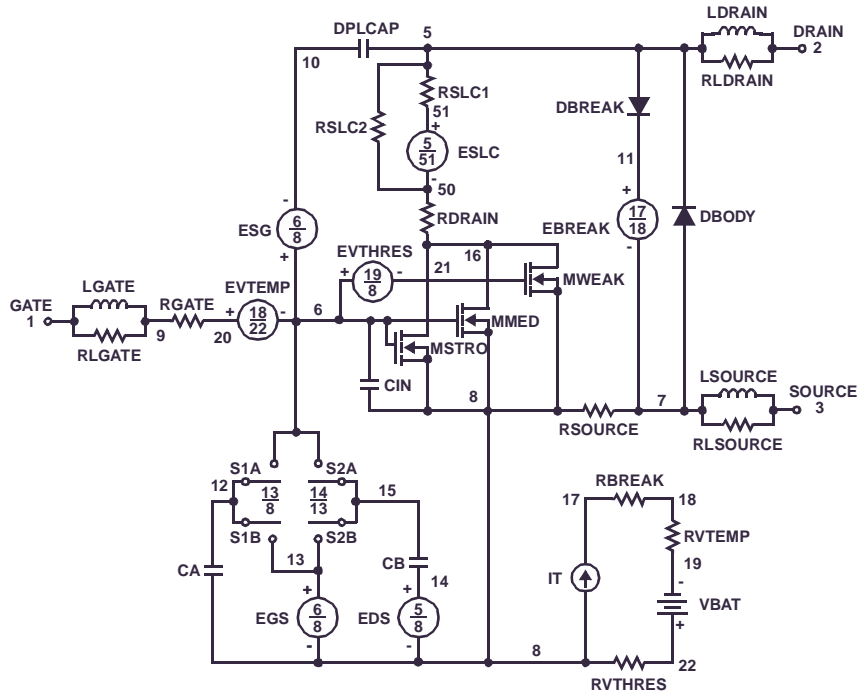 LDRAIN
DPLCAP
5
DRAIN
2
10
RLDRAIN
RSLC1
51
DBREAK
RSLC2
+
5
51
ESLC
-
11
50
-
+
6
8
ESG
RDRAIN
17
18
EBREAK
DBODY
EVTHRES
16
-
+
+
19
8
-
21
MWEAK
LGATE
EVTEMP
GATE
1
RGATE
+
18
22
-
6
MMED
9
20
MSTRO
RLGATE
LSOURCE
CIN
8
7
SOURCE
3
RSOURCE
RLSOURCE
S1A
S2A
12
13
8
14
13
15
RBREAK
17
18
S1B
S2B
RVTEMP
13
CB
19
CA
14
IT
-
+
+
VBAT
EGS
6
8
EDS
5
8
+
-
-
8
22
RVTHRES